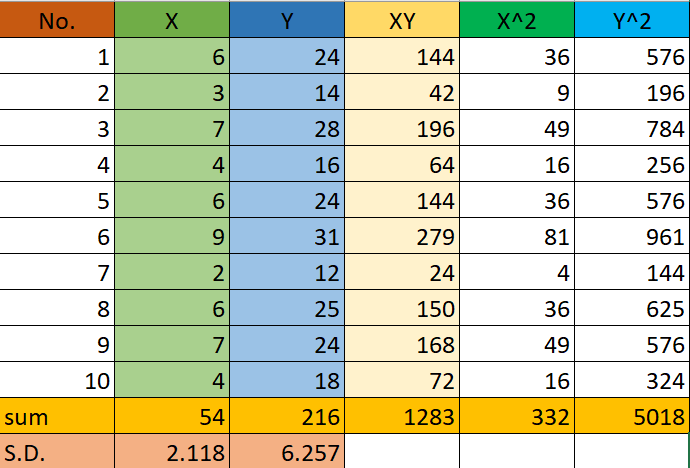 No. X Y XY X^2 Y^2
1 6 24 144 36 576
2 3 14 42 9 196
3 7 28 196 49 784
4 4 16 64 16 256
5 6 24 144 36 576
6 9 31 279 81 961
7 2 12 24 4 144
8 6 25 150 36 625
9 7 24 168 49 576
10 4 18 72 16 324
sum 54 216 1283 332 5018
S.D. 2.118 6.257